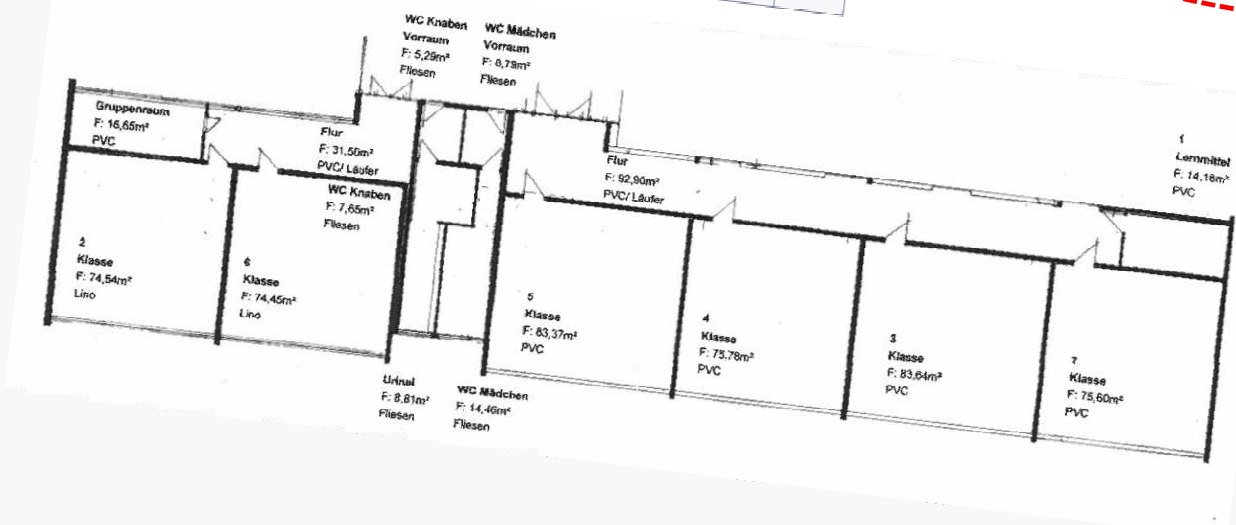 WC Knaben
Vorraum
F: 5,29m²
Fliesen
WC Mädchen
Vorraum
F: 6,79m²
Fliesen
Gruppenraum
F: 16,65m²
PVC
Flur
F: 31,56m²
PVC/ Läufer
WC Knaben
F: 7,65m²
Fliesen
Flur
F: 92,90m²
PVC/ Läufer
1
Lernmittel
F: 14,16m²
PVC
2
Klasse
F: 74,54m²
Lino
6
Klasse
F: 74,45m²
Lino
5
Klasse
F: 83,37m²
PVC
4
Klasse
F: 75,78m²
PVC
3
Klasse
F: 83,64m²
PVC
7
Klasse
F: 75,60m²
PVC
Urinal
F: 8,81m²
Fliesen
WC Mädchen
F: 14,46m²
Fliesen